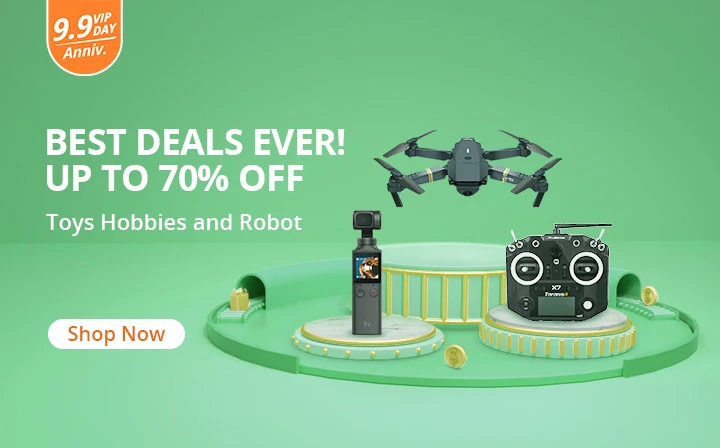 9.9 VIP DAY
Anniv.
BEST DEALS EVER!
UP TO 70% OFF
Toys Hobbies and Robot
Shop Now
X7
Taranis